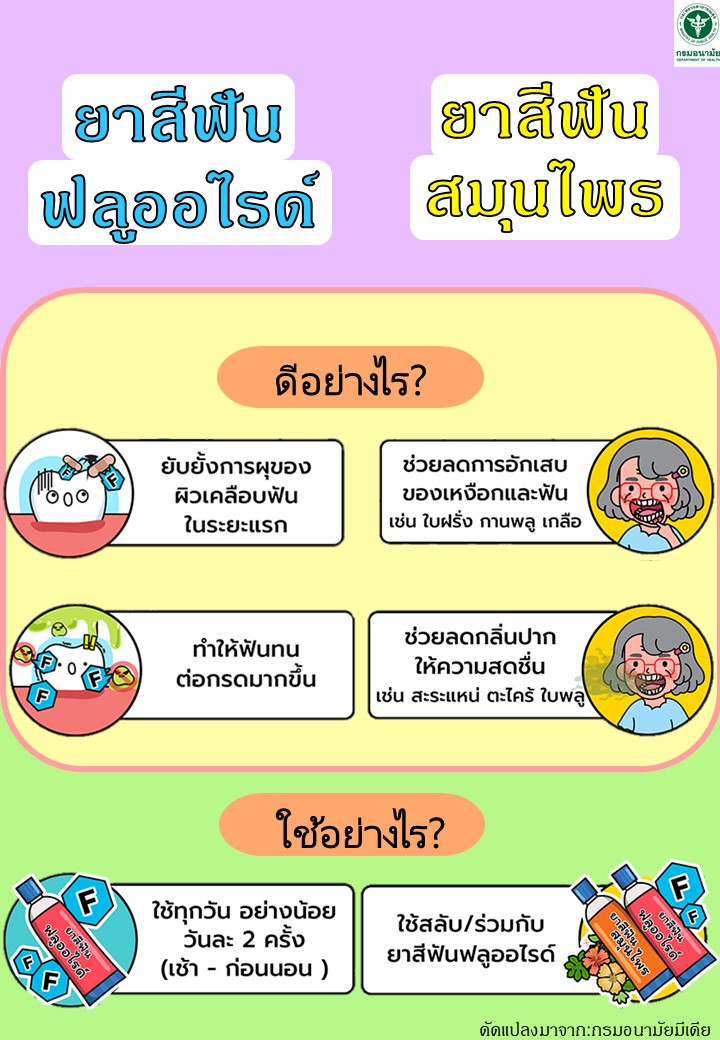 กรมอนามัย
DEPARTMENT OF HEALTH
ยาสีฟัน
ฟลูออไรด์
ยาสีฟัน
สมุนไพร
ดีอย่างไร?
ยับยั้งการผุของ
ผิวเคลือบฟัน
ในระยะแรก
ช่วยลดการอักเสบ
ของเหงือกและฟัน
เช่น ใบฝรั่ง กานพลู เกลือ
F
F
ทำให้ฟันทน
ต่อกรดมากขึ้น
ช่วยลดกลิ่นปาก
ให้ความสดชื่น
เช่น สะระแหน่ ตะไคร้ ใบพลู
F
F
F
ใช้อย่างไร?
ใช้ทุกวัน อย่างน้อย
วันละ 2 ครั้ง
(เช้า - ก่อนนอน )
F
F
F
ยาสีฟัน
ฟลูออไรด์
ใช้สลับ/ร่วมกับ
ยาสีฟันฟลูออไรด์
ยาสีฟัน
สมุนไพร
ยาสีฟัน
ฟลูออไรด์
F
F
ดัดแปลงมาจาก:กรมอนามัยมีเดีย